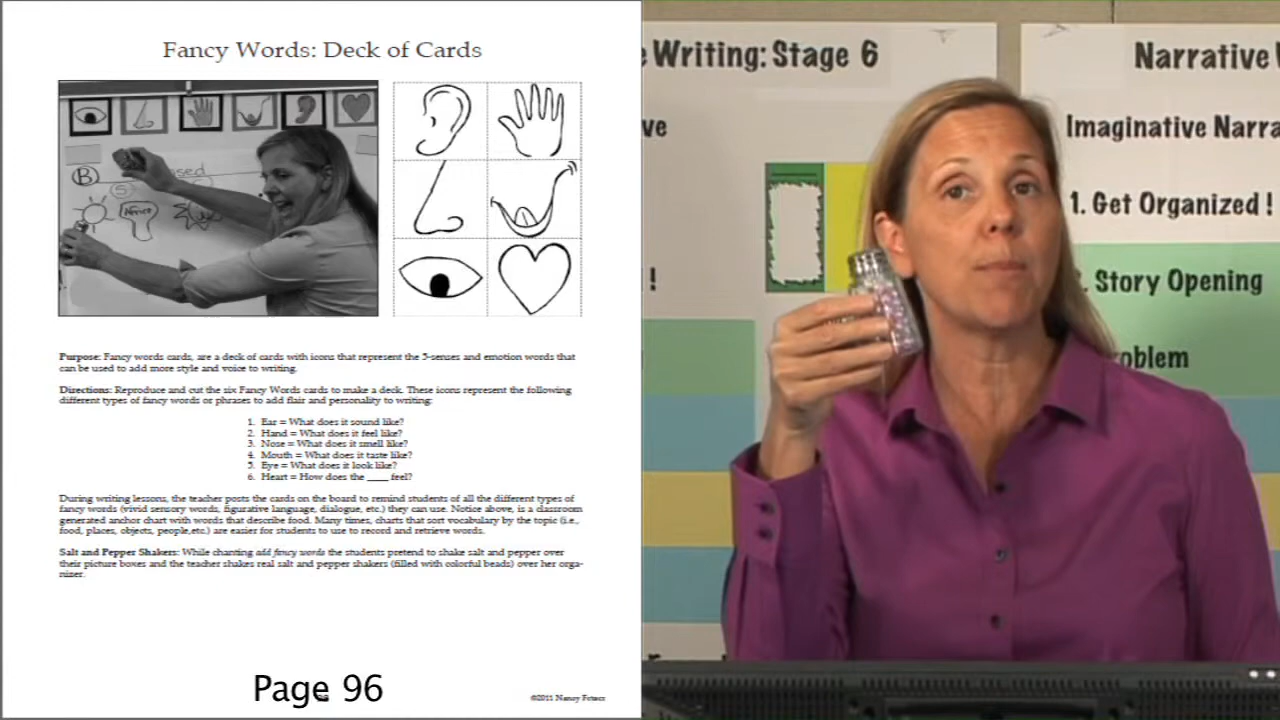 Fancy Words: Deck of Cards
B
Purpose: Fancy words cards, are a deck of cards with icons that represent the 5-senses and emotion words that
can be used to add more style and voice to writing.
Directions: Reproduce and cut the six Fancy Words cards to make a deck. These icons represent the following
different types of fancy words or phrases to add flair and personality to writing:
1. Ear = What does it sound like?
2. Hand = What does it feel like?
3. Nose = What does it smell like?
4. Mouth = What does it taste like?
5. Eye = What does it look like?
6. Heart = How does the ____ feel?
During writing lessons, the teacher posts the cards on the board to remind students of all the different types of
fancy words (vivid sensory words, figurative language, dialogue, etc.) they can use. Notice above, is a classroom
generated anchor chart with words that describe food. Many times, charts that sort vocabulary by the topic (i.e.,
food, places, objects, people,etc.) are easier for students to use to record and retrieve words.
Salt and Pepper Shakers: While chanting add fancy words the students pretend to shake salt and pepper over
their picture boxes and the teacher shakes real salt and pepper shakers (filled with colorful beads) over her orga-
nizer.
Page 96
©2011 Nancy Fetzer
Writing: Stage 6
ve
!
Narrative
Imaginative Narra
1. Get Organized !
. Story Opening
roblem